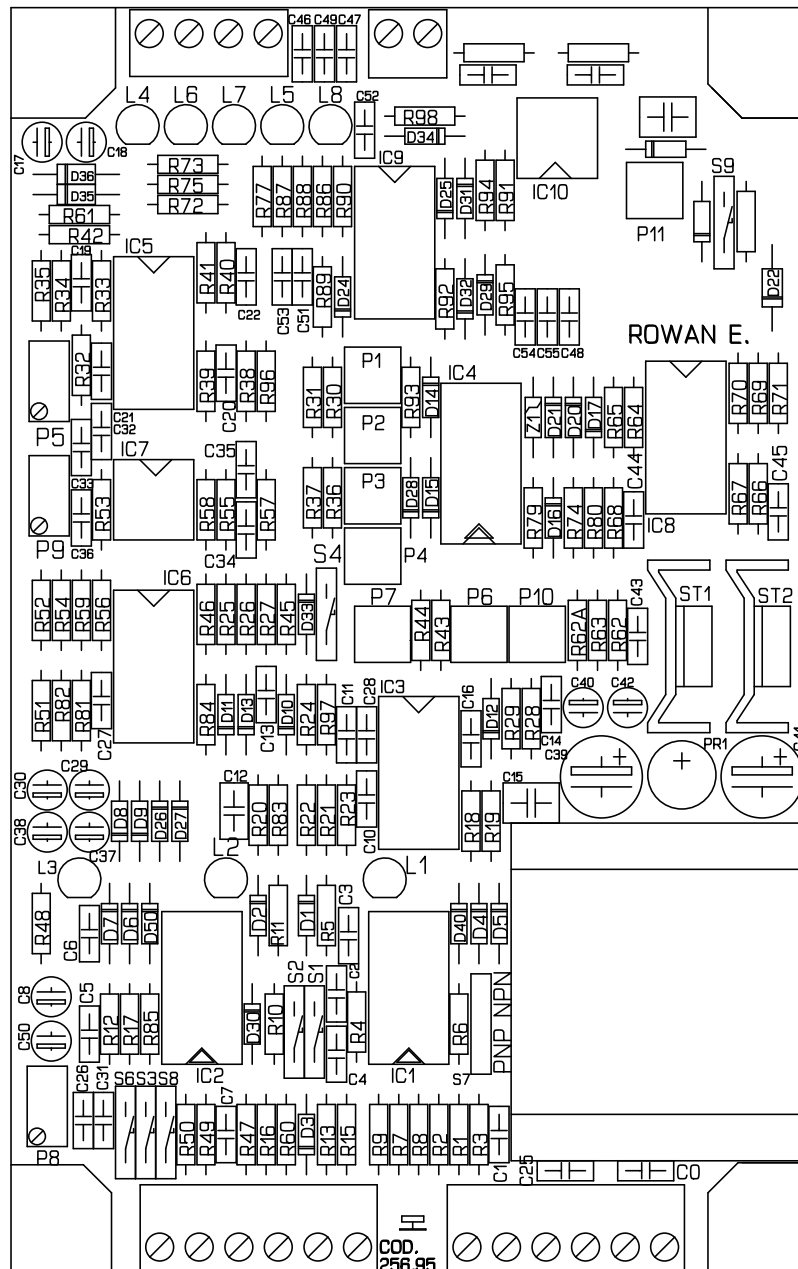 C46 C49 C47
L4 L6 L7 L5 L8 C52
R98
D34
C17 C18
D36
D35
R61
R42
R73
R75
R72
R77 R87 R88 R86 R90
IC9
D25 D31 R94 R91
IC10
P11
S9
R35 R34 C19 R33
IC5
R41 R40 C22
C53 C51 R89 D24
R92 D32 D29 R95
C54 C55 C48
D22
ROWAN E.
P5
R32
C21
C32
R39 C20 R38 R96
R31 R30
P1
P2
R93 D14
IC4
Z1 D21 D20 D17 R65 R64
R70 R69 R71
P9
C33
C36
R53
IC7
R58 R55 C35 C34 R57
R37 R36
P3
P4
D28 D15
R79 D16 R74 R80 R68 C44
IC8
R67 R66 C45
S4
R52 R54 R59 R56
IC6
R46 R25 R26 R27 R45 D33
P7
R44 R43
P6 P10
R62A R63 R62 C43
ST1 ST2
R51 R82 R81 C27
R84 D11 D13 C13 D10 R24 R97 C11 C28
IC3
C16 D12 R29 R28 C14
C40 C42
C39 + PR1 + +
C30 C29
C38 C37
D8 D9 D26 D27
C12 R20 R83 R22 R21 R23 C10
R18 R19
C15
L3 L2 L1
R48 C6 D7 D6 D50
D2 R11 D1 R5 C3
D40 D4 D5
C8
C50
C5 R12 R17 R85
IC2
D30 R10 S2 S1 C2 R4 C4
IC1
R6 S7
PNP NPN
P8
C26 C31
S6 S3 S8
R50 R49 C7 R47 R16 R60 D3 R13 R15
R9 R7 R8 R2 R1 R3 C1
C25 C0
COD.
256.95